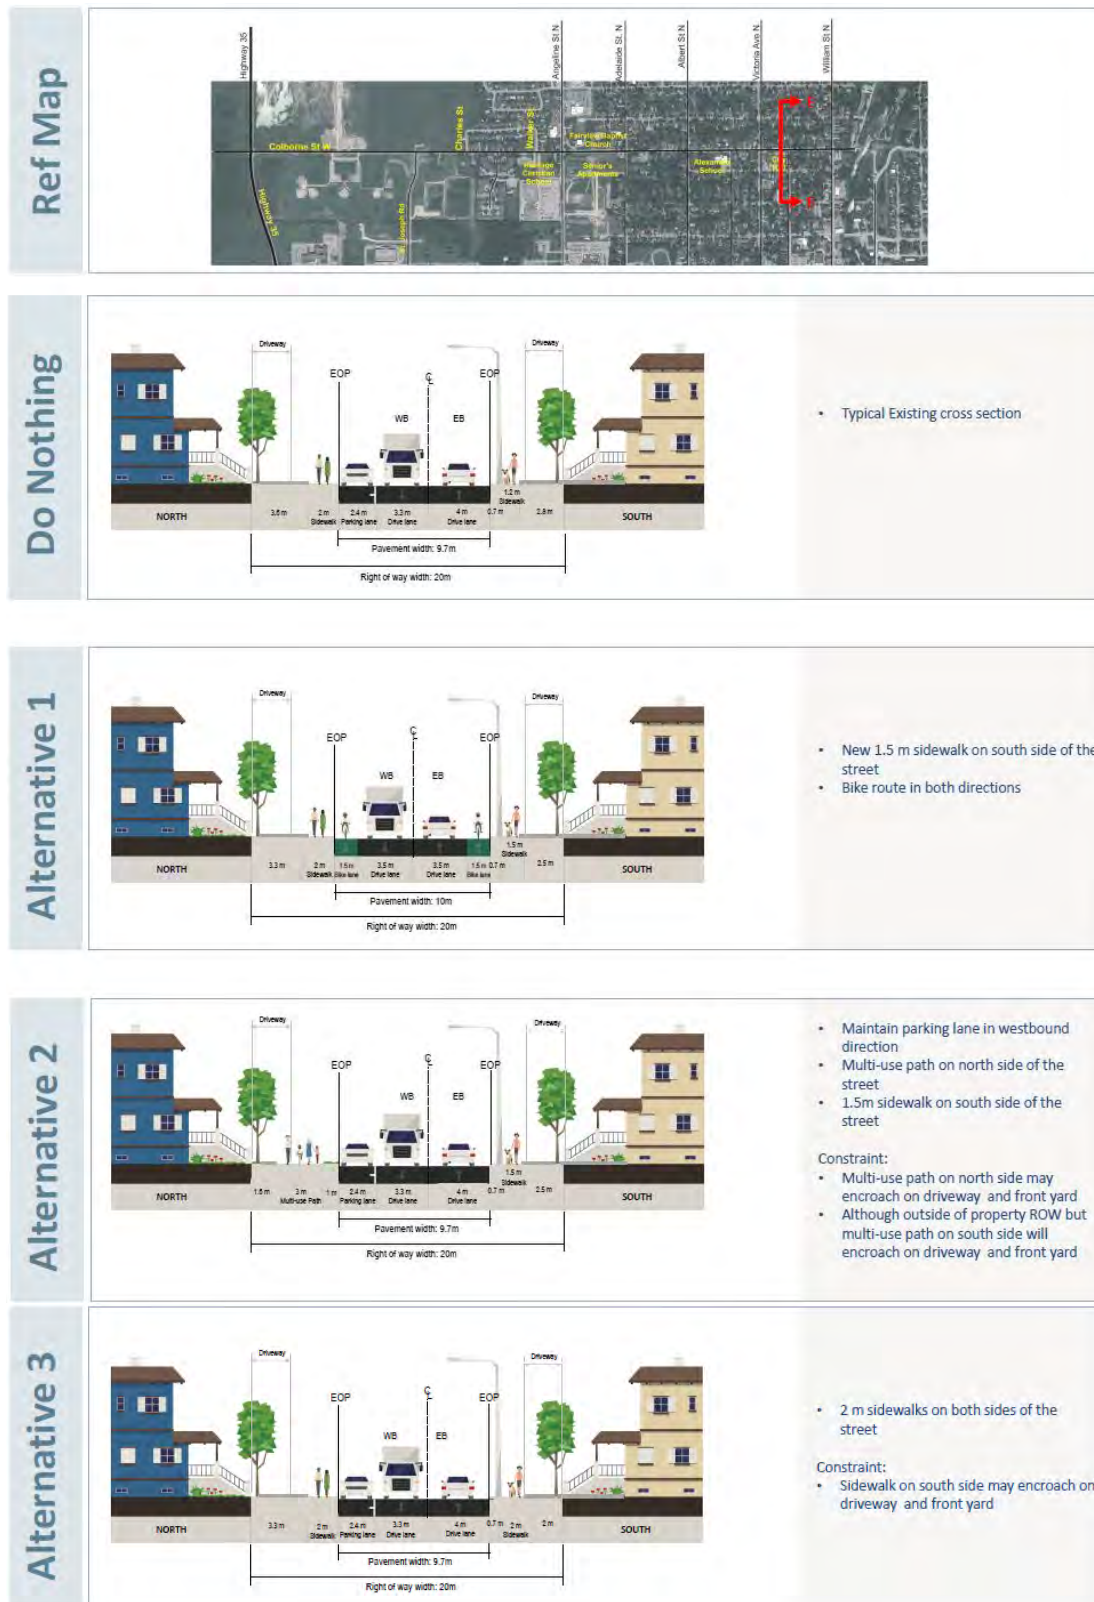 Ref Map
Highway 35
Angeline St N
Adelaide St. N
Albert St N
Victoria Ave N
William St N
Colborne St W
Charles St
Fairview Baptist
Church
Heritage
Christian
School
Senior's
Apartments
Alexandra
School
Highway 35
St. Joseph Rd
E
E
Do Nothing
Driveway
Driveway
EOP
EOP
WB
EB
3.6 m
2 m
Sidewalk
2.4 m
Parking lane
3.3 m
Drive lane
4 m
Drive lane
0.7 m
1.2 m
Sidewalk
2.8 m
NORTH
SOUTH
Pavement width: 9.7m
Right of way width: 20m
• Typical Existing cross section
Alternative 1
Driveway
Driveway
EOP
EOP
WB
EB
3.3 m
2 m
Sidewalk
1.5 m
Bike lane
3.5 m
Drive lane
3.5 m
Drive lane
1.5 m
Bike lane
0.7 m
1.5 m
Sidewalk
2.5 m
NORTH
SOUTH
Pavement width: 10m
Right of way width: 20m
• New 1.5 m sidewalk on south side of the
street
• Bike route in both directions
Alternative 2
Driveway
Driveway
EOP
EOP
WB
EB
1.6 m
3 m
Multi-use Path
1 m
2.4 m
Parking lane
3.3 m
Drive lane
4 m
Drive lane
0.7 m
1.5 m
Sidewalk
2.5 m
NORTH
SOUTH
Pavement width: 9.7m
Right of way width: 20m
• Maintain parking lane in westbound
direction
• Multi-use path on north side of the
street
• 1.5m sidewalk on south side of the
street
Constraint:
• Multi-use path on north side may
encroach on driveway and front yard
• Although outside of property ROW but
multi-use path on south side will
encroach on driveway and front yard
Alternative 3
Driveway
Driveway
EOP
EOP
WB
EB
3.3 m
2 m
Sidewalk
2.4 m
Parking lane
3.3 m
Drive lane
4 m
Drive lane
0.7 m
2 m
Sidewalk
2 m
NORTH
SOUTH
Pavement width: 9.7m
Right of way width: 20m
• 2 m sidewalks on both sides of the
street
Constraint:
• Sidewalk on south side may encroach on
driveway and front yard